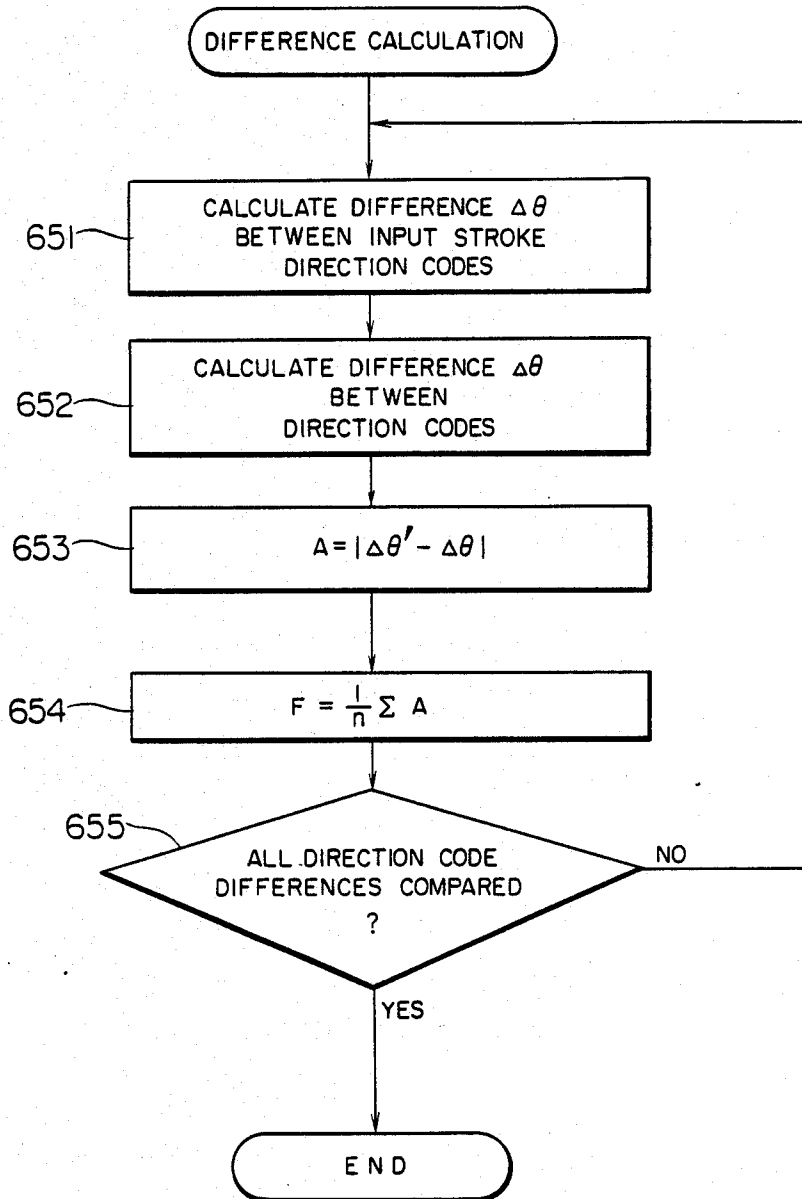 DIFFERENCE CALCULATION
651
CALCULATE DIFFERENCE Δθ
BETWEEN INPUT STROKE
DIRECTION CODES
652
CALCULATE DIFFERENCE Δθ
BETWEEN
DIRECTION CODES
653
A = | Δθ′ - Δθ |
654
F = 1/n Σ A
655
ALL DIRECTION CODE
DIFFERENCES COMPARED
?
NO
YES
END